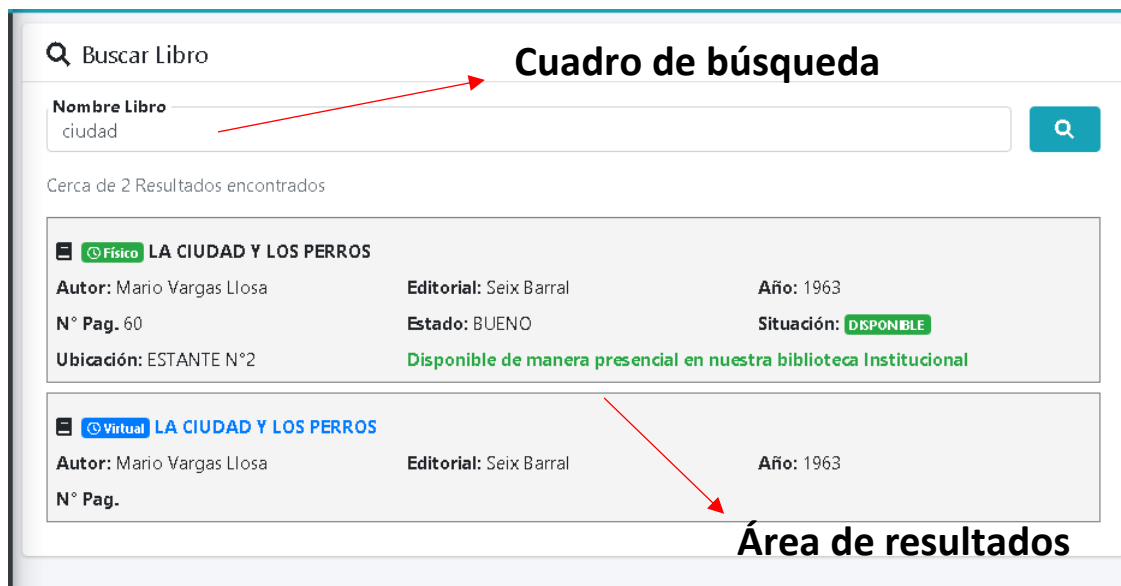 Buscar Libro
Cuadro de búsqueda
Nombre Libro
ciudad
Cerca de 2 Resultados encontrados
Físico LA CIUDAD Y LOS PERROS
Autor: Mario Vargas Llosa Editorial: Seix Barral Año: 1963
N° Pag. 60 Estado: BUENO Situación: DISPONIBLE
Ubicación: ESTANTE N°2 Disponible de manera presencial en nuestra biblioteca Institucional
Virtual LA CIUDAD Y LOS PERROS
Autor: Mario Vargas Llosa Editorial: Seix Barral Año: 1963
N° Pag.
Área de resultados